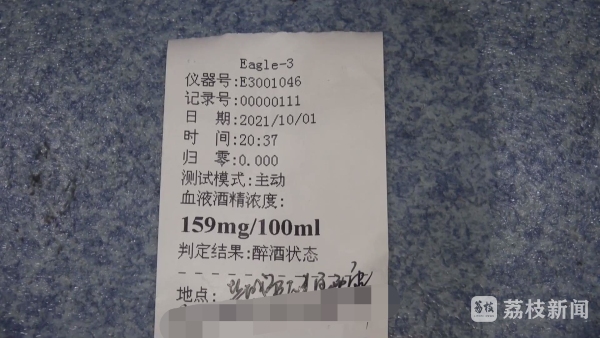 Eagle-3
仪器号:E3001046
记录号:00000111
日 期:2021/10/01
时 间:20:37
归 零:0.000
测试模式:主动
血液酒精浓度:
159mg/100ml
判定结果:醉酒状态
地点:
荔枝 荔枝新闻